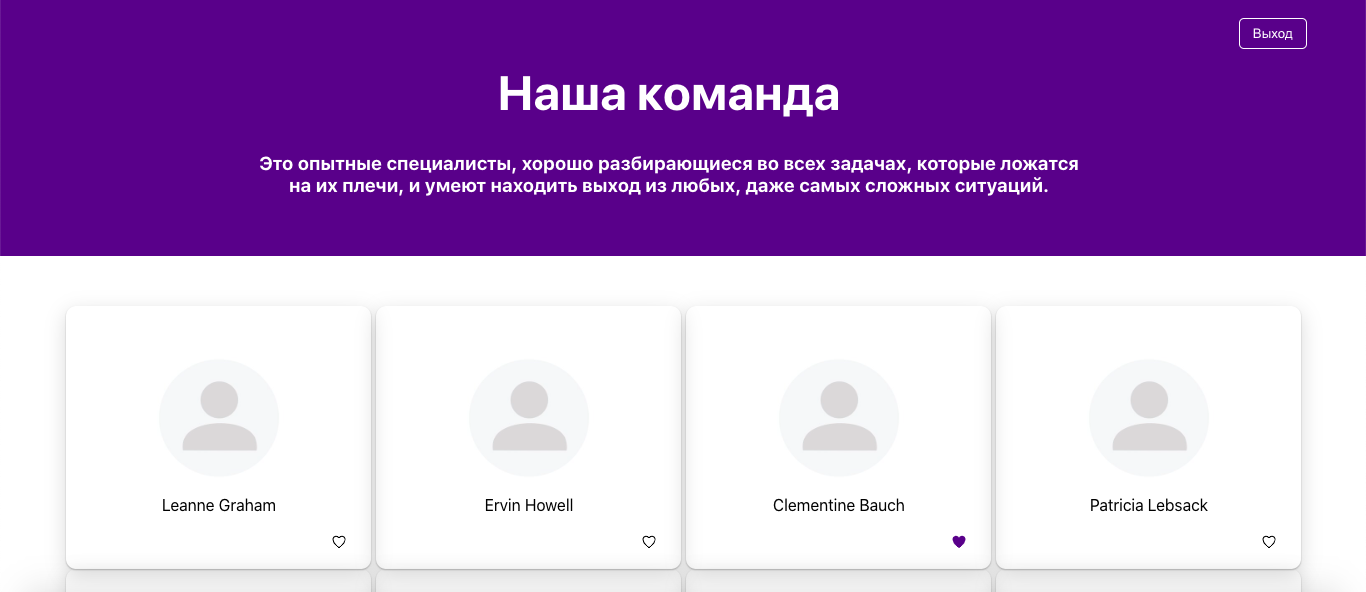 Выход
Наша команда
Это опытные специалисты, хорошо разбирающиеся во всех задачах, которые ложатся
на их плечи, и умеют находить выход из любых, даже самых сложных ситуаций.
Leanne Graham
Ervin Howell
Clementine Bauch
Patricia Lebsack